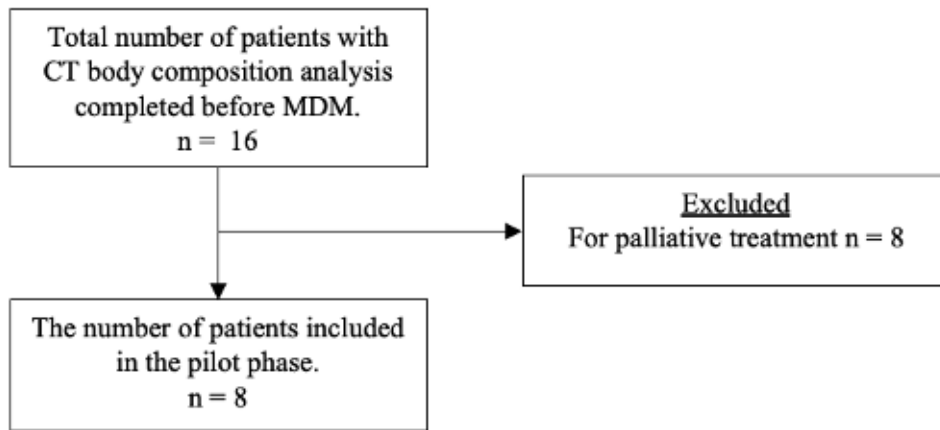 Total number of patients with
CT body composition analysis
completed before MDM.
n = 16
Excluded
For palliative treatment n = 8
The number of patients included
in the pilot phase.
n = 8